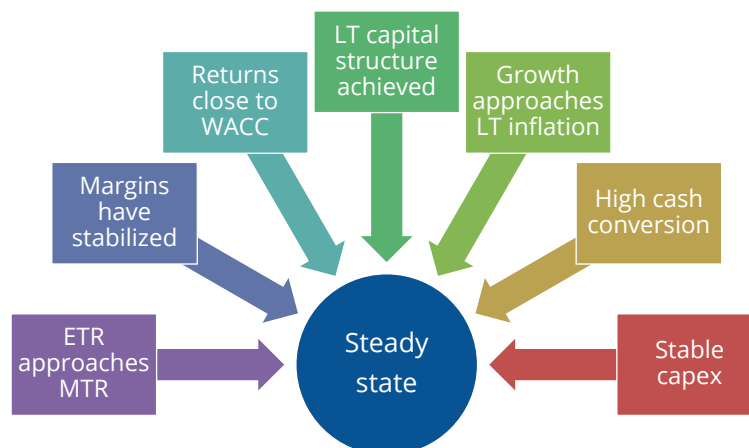 LT capital
structure
achieved
Returns
close to
WACC
Growth
approaches
LT inflation
Margins
have
stabilized
High cash
conversion
ETR
approaches
MTR
Steady
state
Stable
capex